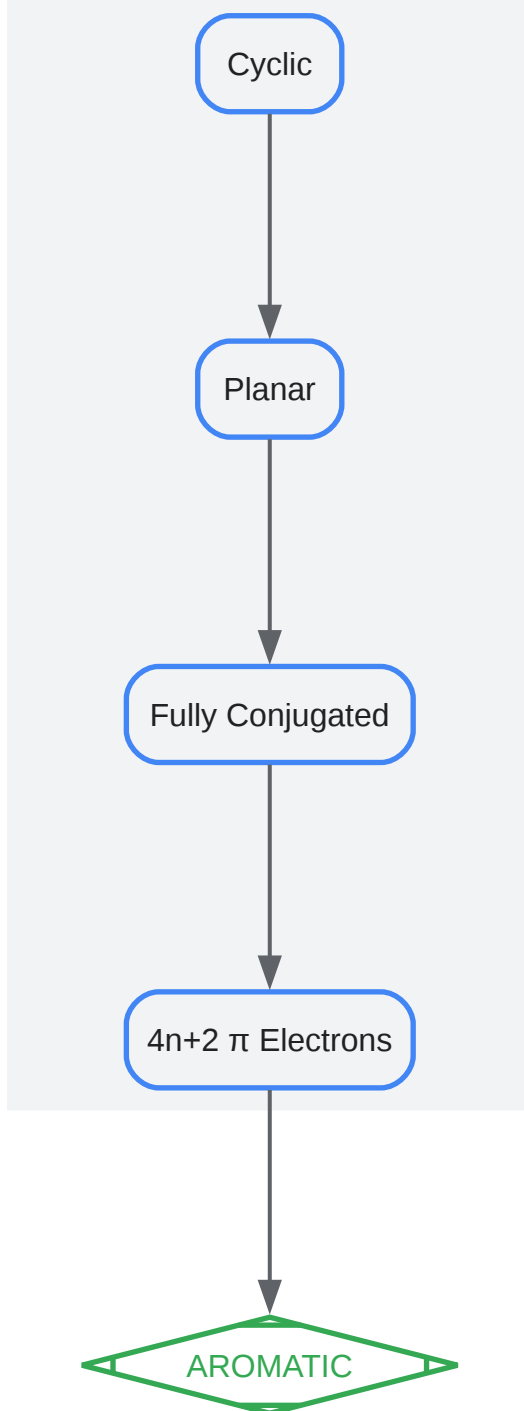 Cyclic
Planar
Fully Conjugated
4n+2 π Electrons
AROMATIC